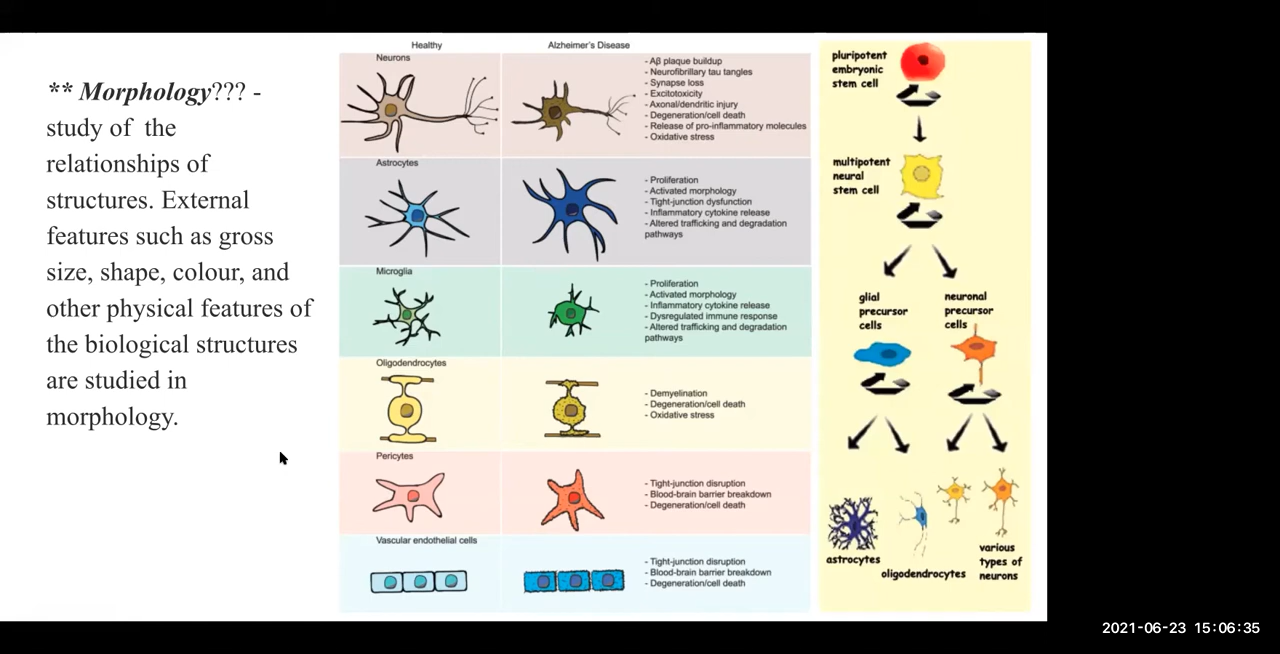 ** Morphology??? -
study of the
relationships of
structures. External
features such as gross
size, shape, colour, and
other physical features of
the biological structures
are studied in
morphology.
Healthy
Alzheimer's Disease
Neurons
- Aβ plaque buildup
- Neurofibrillary tau tangles
- Synapse loss
- Excitotoxicity
- Axonal/dendritic injury
- Degeneration/cell death
- Release of pro-inflammatory molecules
- Oxidative stress
Astrocytes
- Proliferation
- Activated morphology
- Tight-junction dysfunction
- Inflammatory cytokine release
- Altered trafficking and degradation
pathways
Microglia
- Proliferation
- Activated morphology
- Inflammatory cytokine release
- Dysregulated immune response
- Altered trafficking and degradation
pathways
Oligodendrocytes
- Demyelination
- Degeneration/cell death
- Oxidative stress
Pericytes
- Tight-junction disruption
- Blood-brain barrier breakdown
- Degeneration/cell death
Vascular endothelial cells
- Tight-junction disruption
- Blood-brain barrier breakdown
- Degeneration/cell death
pluripotent
embryonic
stem cell
multipotent
neural
stem cell
glial
precursor
cells
neuronal
precursor
cells
astrocytes
oligodendrocytes
various
types of
neurons
2021-06-23 15:06:35